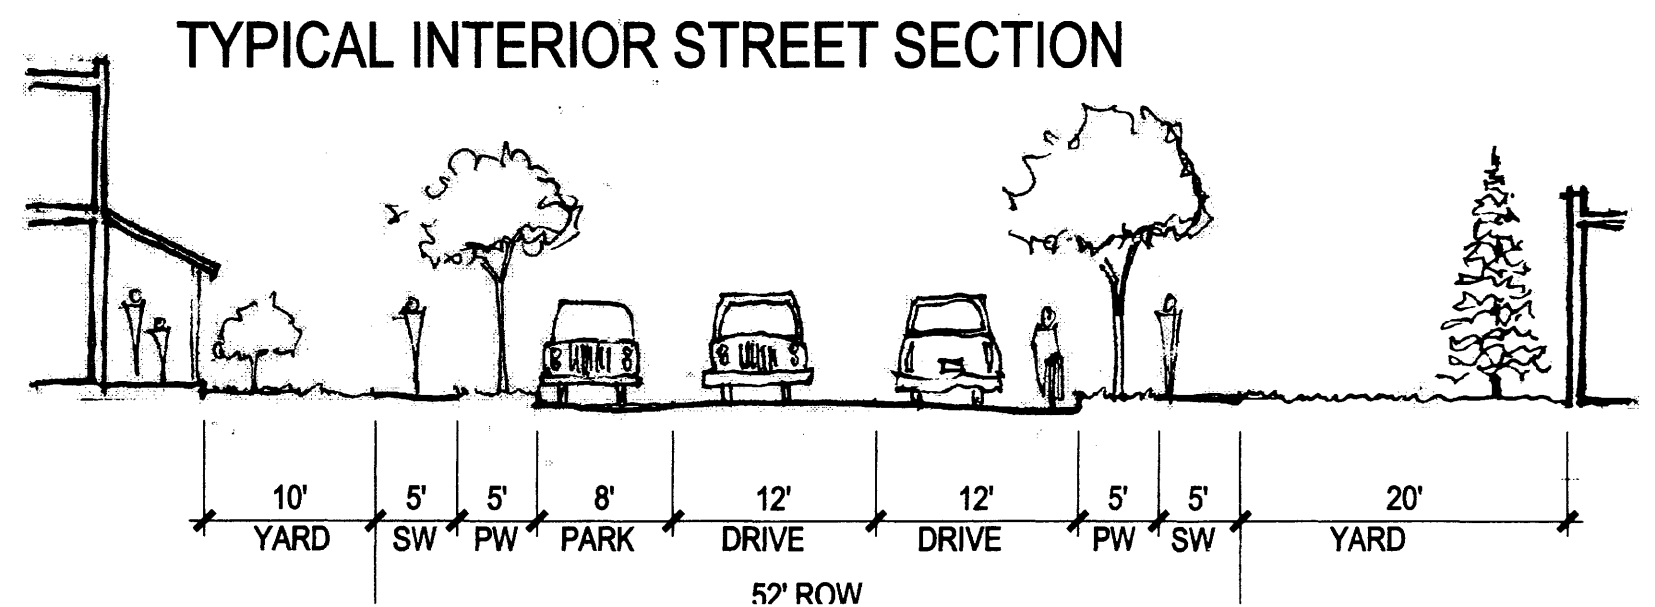 TYPICAL INTERIOR STREET SECTION
10' 5' 5' 8' 12' 12' 5' 5' 20'
YARD SW PW PARK DRIVE DRIVE PW SW YARD
52' ROW